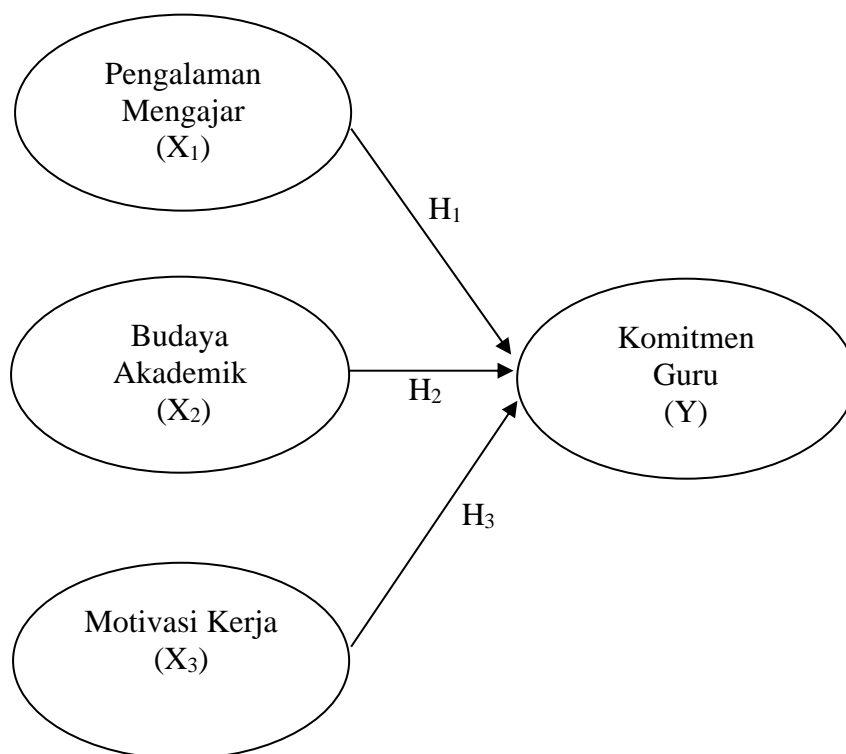 Pengalaman
Mengajar
(X₁)
H₁
Budaya
Akademik
(X₂)
H₂
Komitmen
Guru
(Y)
H₃
Motivasi Kerja
(X₃)